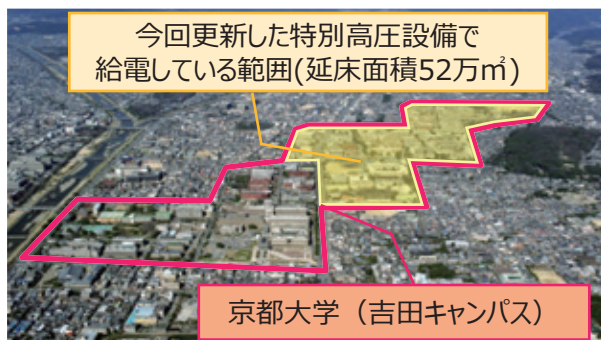 今回更新した特別高圧設備で
給電している範囲(延床面積52万㎡)
京都大学（吉田キャンパス）